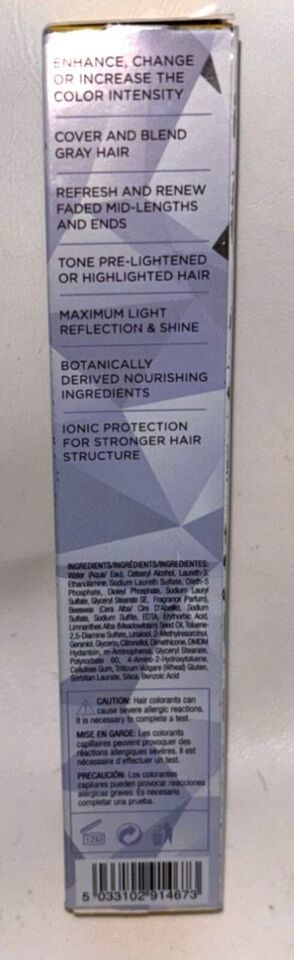 ENHANCE, CHANGE
OR INCREASE THE
COLOR INTENSITY
COVER AND BLEND
GRAY HAIR
REFRESH AND RENEW
FADED MID-LENGTHS
AND ENDS
TONE PRE-LIGHTENED
OR HIGHLIGHTED HAIR
MAXIMUM LIGHT
REFLECTION & SHINE
BOTANICALLY
DERIVED NOURISHING
INGREDIENTS
IONIC PROTECTION
FOR STRONGER HAIR
STRUCTURE
INGREDIENTS/INGRÉDIENTS/INGREDIENTES:
Water (Aqua/ Eau), Cetearyl Alcohol, Laureth-3,
Ethanolamine, Sodium Laureth Sulfate, Oleth-5
Phosphate, Dioleyl Phosphate, Sodium Lauryl
Sulfate, Glyceryl Stearate SE, Fragrance (Parfum),
Beeswax (Cera Alba/ Cire D'Abeille), Sodium
Sulfate, Sodium Sulfite, EDTA, Erythorbic Acid,
Limnanthes Alba (Meadowfoam) Seed Oil, Toluene-
2,5-Diamine Sulfate, Linalool, 2-Methylresorcinol,
Geraniol, Glycerin, Citronellol, Dimethicone, DMDM
Hydantoin, m-Aminophenol, Glyceryl Stearate,
Polysorbate 60, 4-Amino-2-Hydroxytoluene,
Cellulose Gum, Triticum Vulgare (Wheat) Gluten,
Sorbitan Laurate, Silica, Benzoic Acid
CAUTION: Hair colorants can
cause severe allergic reactions.
It is necessary to complete a test.
MISE EN GARDE: Les colorants
capillaires peuvent provoquer des
réactions allergiques sévères. Il est
nécessaire d'effectuer un test.
PRECAUCIÓN: Los colorantes
capilares pueden provocar reacciones
alérgicas graves. Es necesario
completar una prueba.
12M
5 033102 914673